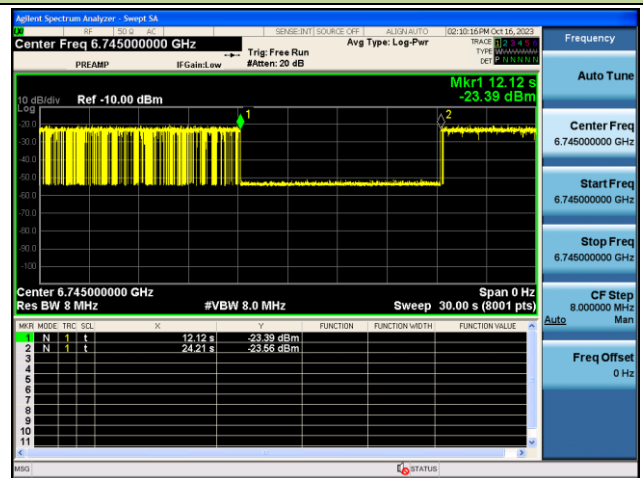 Agilent Spectrum Analyzer - Swept SA
RF 50 Ω AC SENSE:INT SOURCE OFF ALIGN AUTO 02:10:16 PM Oct 16, 2023
Center Freq 6.745000000 GHz
PREAMP IFGain:Low
Trig: Free Run
#Atten: 20 dB
Avg Type: Log-Pwr
TRACE 1 2 3 4 5 6
TYPE
DET P N N N N N
Mkr1 12.12 s
-23.39 dBm
10 dB/div Ref -10.00 dBm
Log
1
2
-20.0
-30.0
-40.0
-50.0
-60.0
-70.0
-80.0
-90.0
-100
Center 6.745000000 GHz Span 0 Hz
Res BW 8 MHz #VBW 8.0 MHz Sweep 30.00 s (8001 pts)
MKR MODE TRC SCL X Y FUNCTION FUNCTION WIDTH FUNCTION VALUE
1 N 1 t 12.12 s -23.39 dBm
2 N 1 t 24.21 s -23.56 dBm
3
4
5
6
7
8
9
10
11
MSG STATUS
Frequency
Auto Tune
Center Freq
6.745000000 GHz
Start Freq
6.745000000 GHz
Stop Freq
6.745000000 GHz
CF Step
8.000000 MHz
Auto Man
Freq Offset
0 Hz